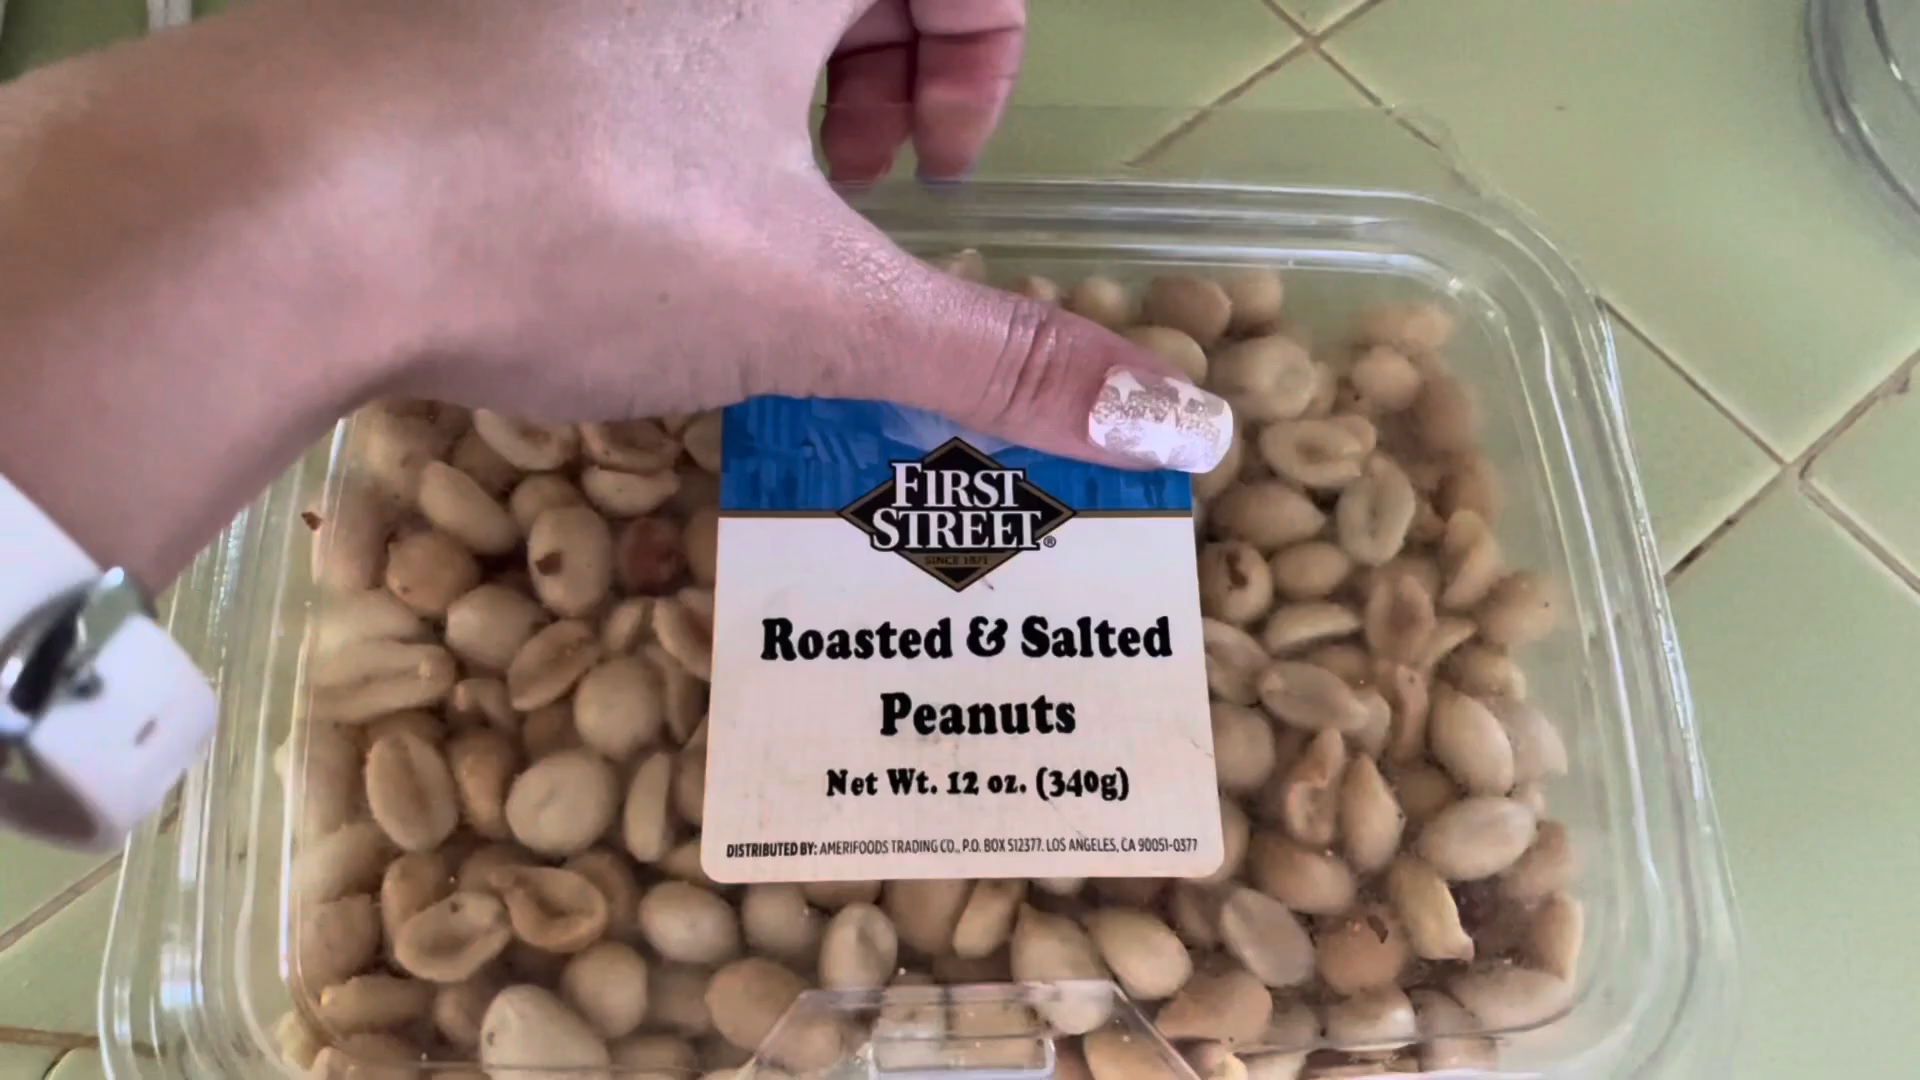 FIRST
STREET®
SINCE 1871
Roasted & Salted
Peanuts
Net Wt. 12 oz. (340g)
DISTRIBUTED BY: AMERIFOODS TRADING CO., P.O. BOX 512377. LOS ANGELES, CA 90051-0377